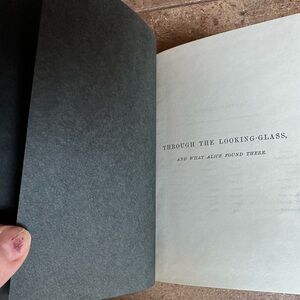 THROUGH THE LOOKING-GLASS,
AND WHAT ALICE FOUND THERE.